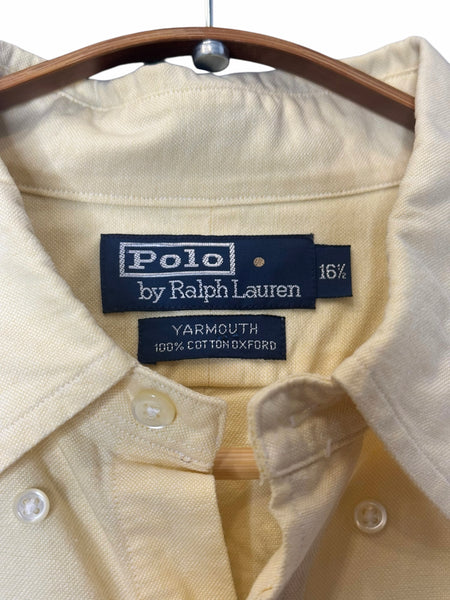 Polo
by Ralph Lauren
16½
YARMOUTH
100% COTTON OXFORD